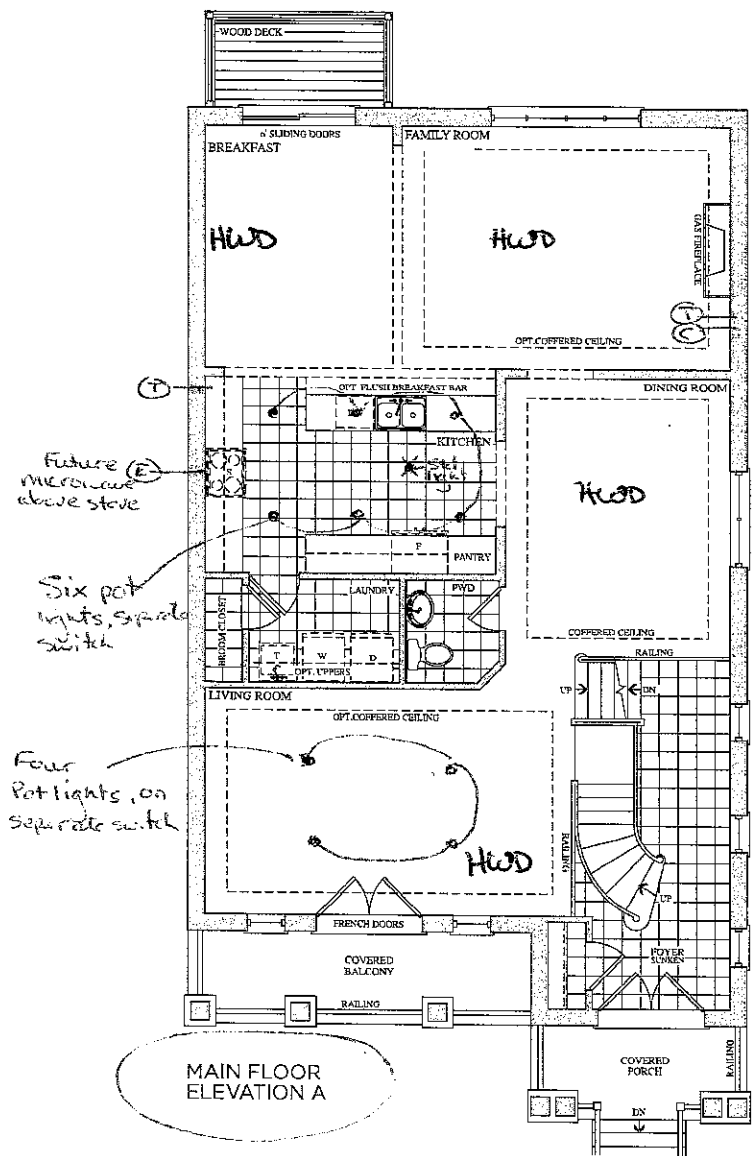 WOOD DECK
6' SLIDING DOORS
BREAKFAST
FAMILY ROOM
HWD
HWD
GAS FIREPLACE
T
C
OPT.COFFERED CEILING
T
OPT FLUSH BREAKFAST BAR
DINING ROOM
KITCHEN
Future
microwave
above stove
E
HWD
F
PANTRY
Six pot
lights, separate
switch
LAUNDRY
PWD
BROOM CLOSET
T
W
D
OPT. UPPERS
COFFERED CEILING
RAILING
UP
DN
LIVING ROOM
OPT.COFFERED CEILING
Four
Pot lights, on
separate switch
HWD
RAILING
UP
FRENCH DOORS
FOYER
SUNKEN
COVERED
BALCONY
RAILING
MAIN FLOOR
ELEVATION A
COVERED
PORCH
RAILING
DN